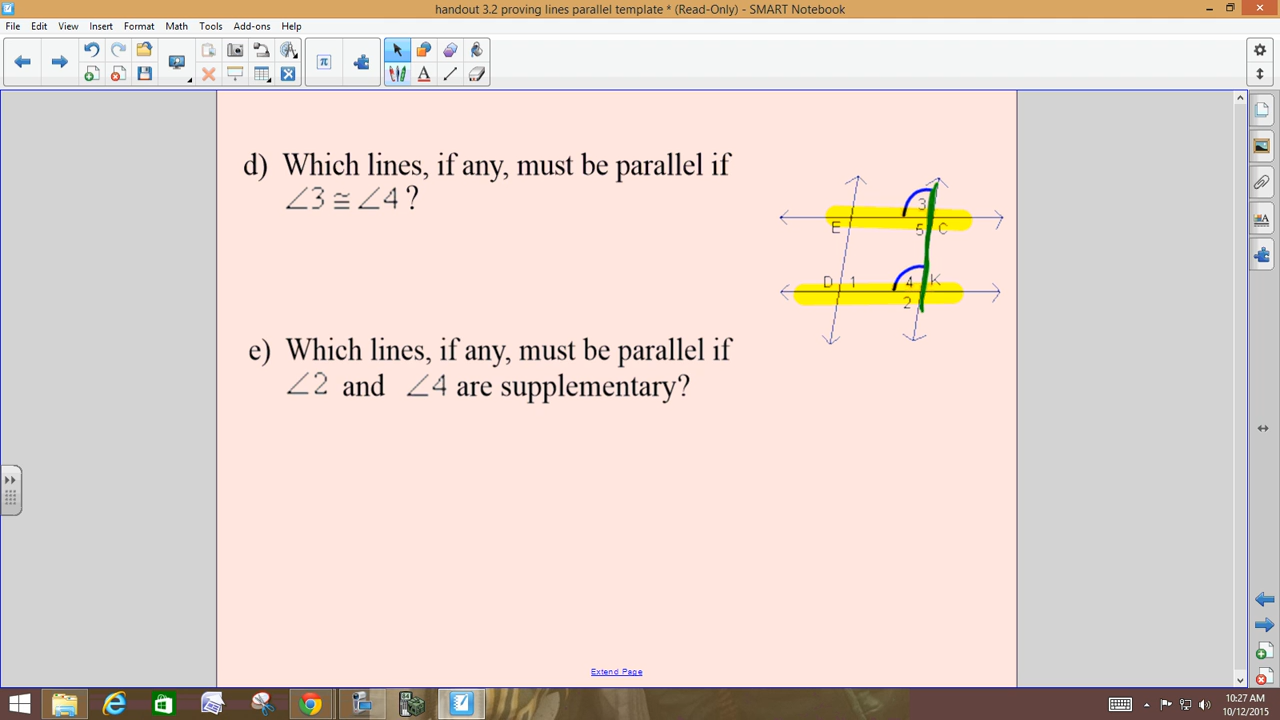 handout 3.2 proving lines parallel template * (Read-Only) - SMART Notebook
File Edit View Insert Format Math Tools Add-ons Help
d) Which lines, if any, must be parallel if
∠3 ≅ ∠4 ?
3
E 5 C
D 1 4 K
2
e) Which lines, if any, must be parallel if
∠2 and ∠4 are supplementary?
Extend Page
10:27 AM
10/12/2015